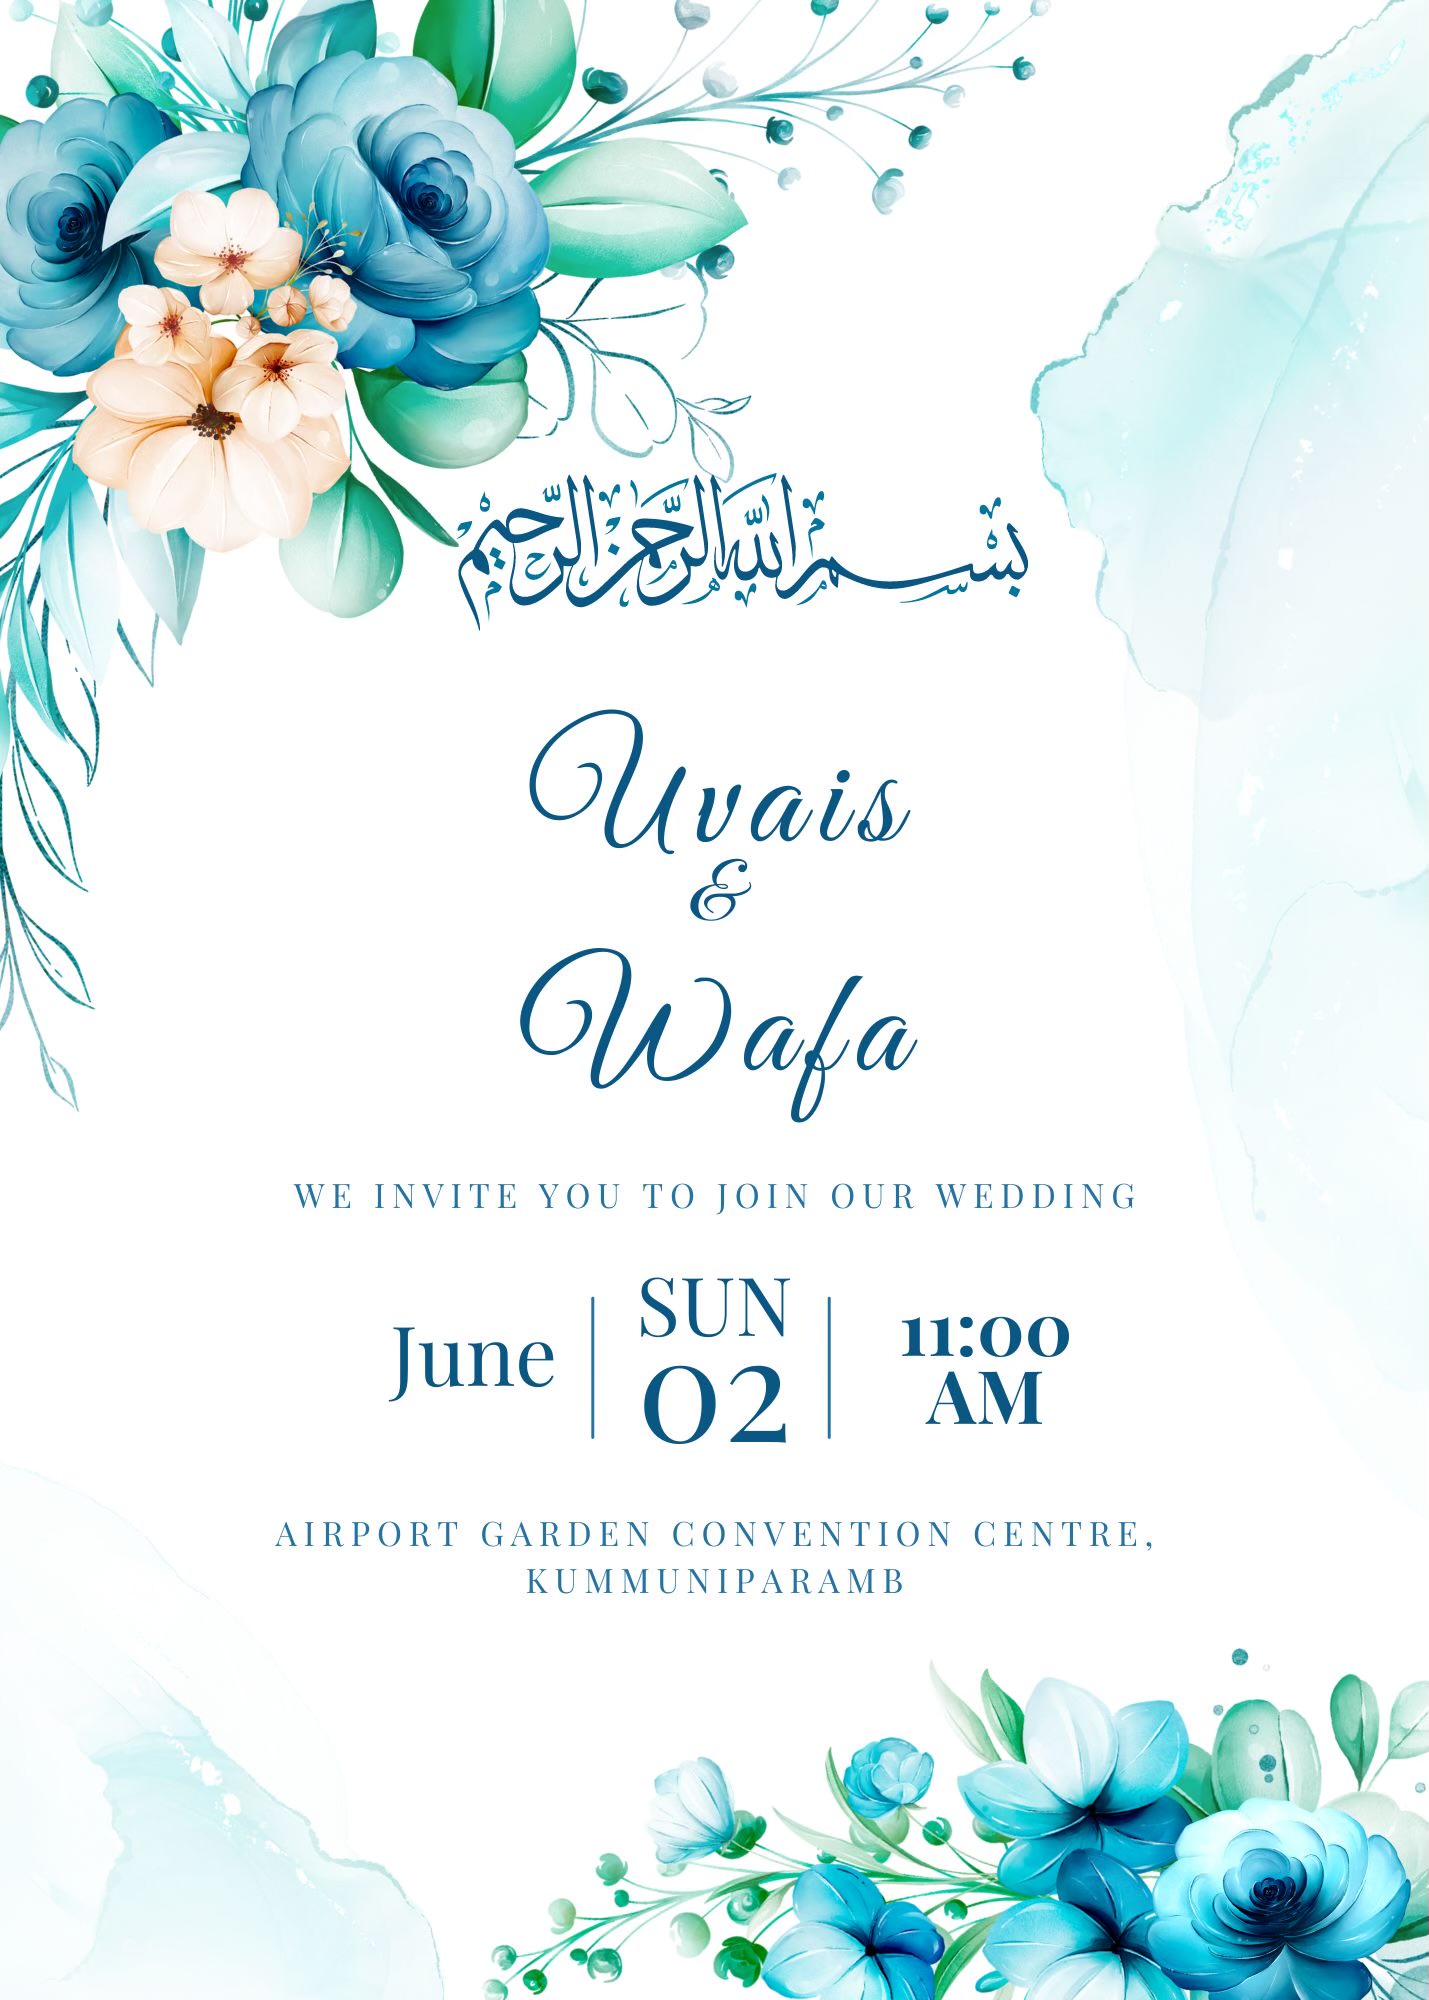 بسم الله الرحمن الرحيم
Uvais
&
Wafa
WE INVITE YOU TO JOIN OUR WEDDING
June
SUN
02
11:00
AM
AIRPORT GARDEN CONVENTION CENTRE,
KUMMUNIPARAMB